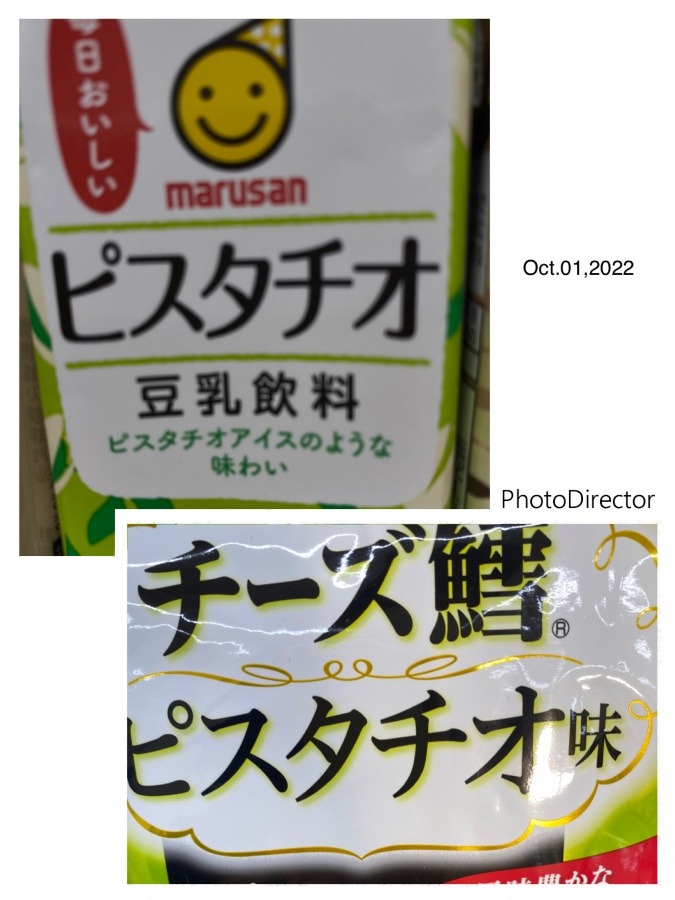 今日おいしい
marusan
ピスタチオ
豆乳飲料
ピスタチオアイスのような
味わい
Oct.01,2022
PhotoDirector
チーズ鱈®
ピスタチオ味